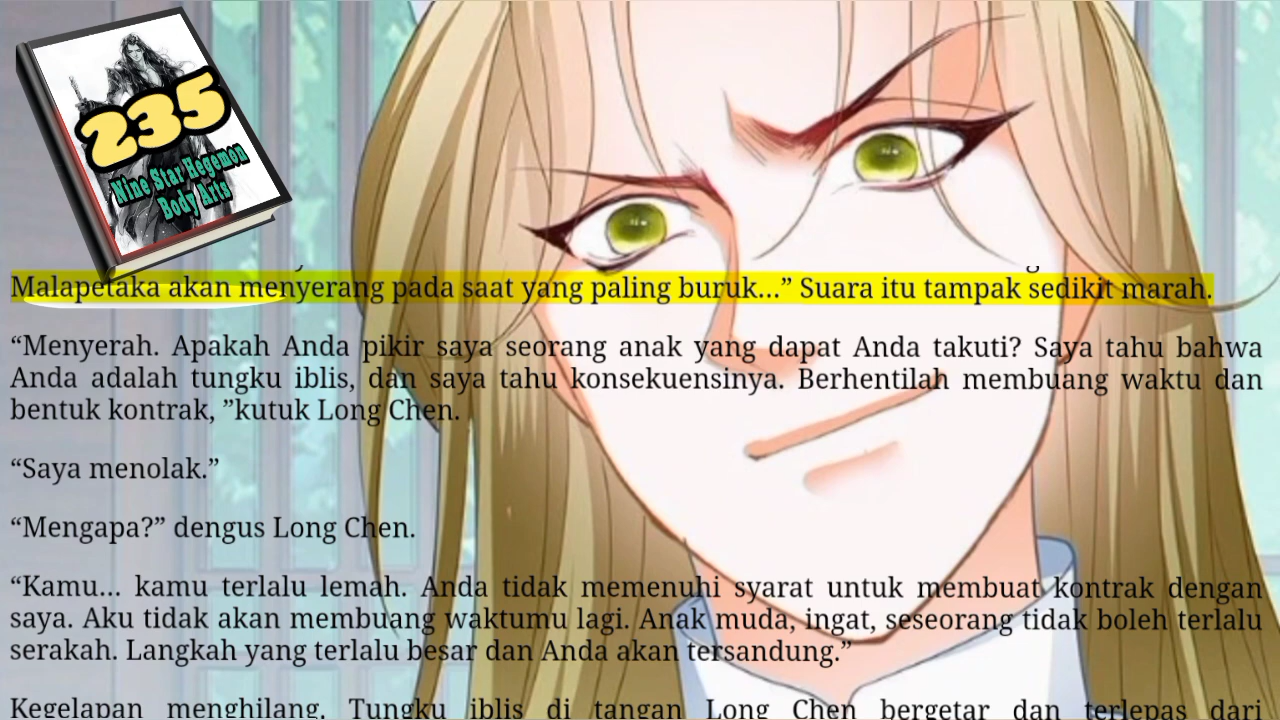 235
Nine Star Hegemon
Body Arts
Malapetaka akan menyerang pada saat yang paling buruk...” Suara itu tampak sedikit marah.
“Menyerah. Apakah Anda pikir saya seorang anak yang dapat Anda takuti? Saya tahu bahwa
Anda adalah tungku iblis, dan saya tahu konsekuensinya. Berhentilah membuang waktu dan
bentuk kontrak, ”kutuk Long Chen.
“Saya menolak.”
“Mengapa?” dengus Long Chen.
“Kamu... kamu terlalu lemah. Anda tidak memenuhi syarat untuk membuat kontrak dengan
saya. Aku tidak akan membuang waktumu lagi. Anak muda, ingat, seseorang tidak boleh terlalu
serakah. Langkah yang terlalu besar dan Anda akan tersandung.”
Kegelapan menghilang. Tungku iblis di tangan Long Chen bergetar dan terlepas dari